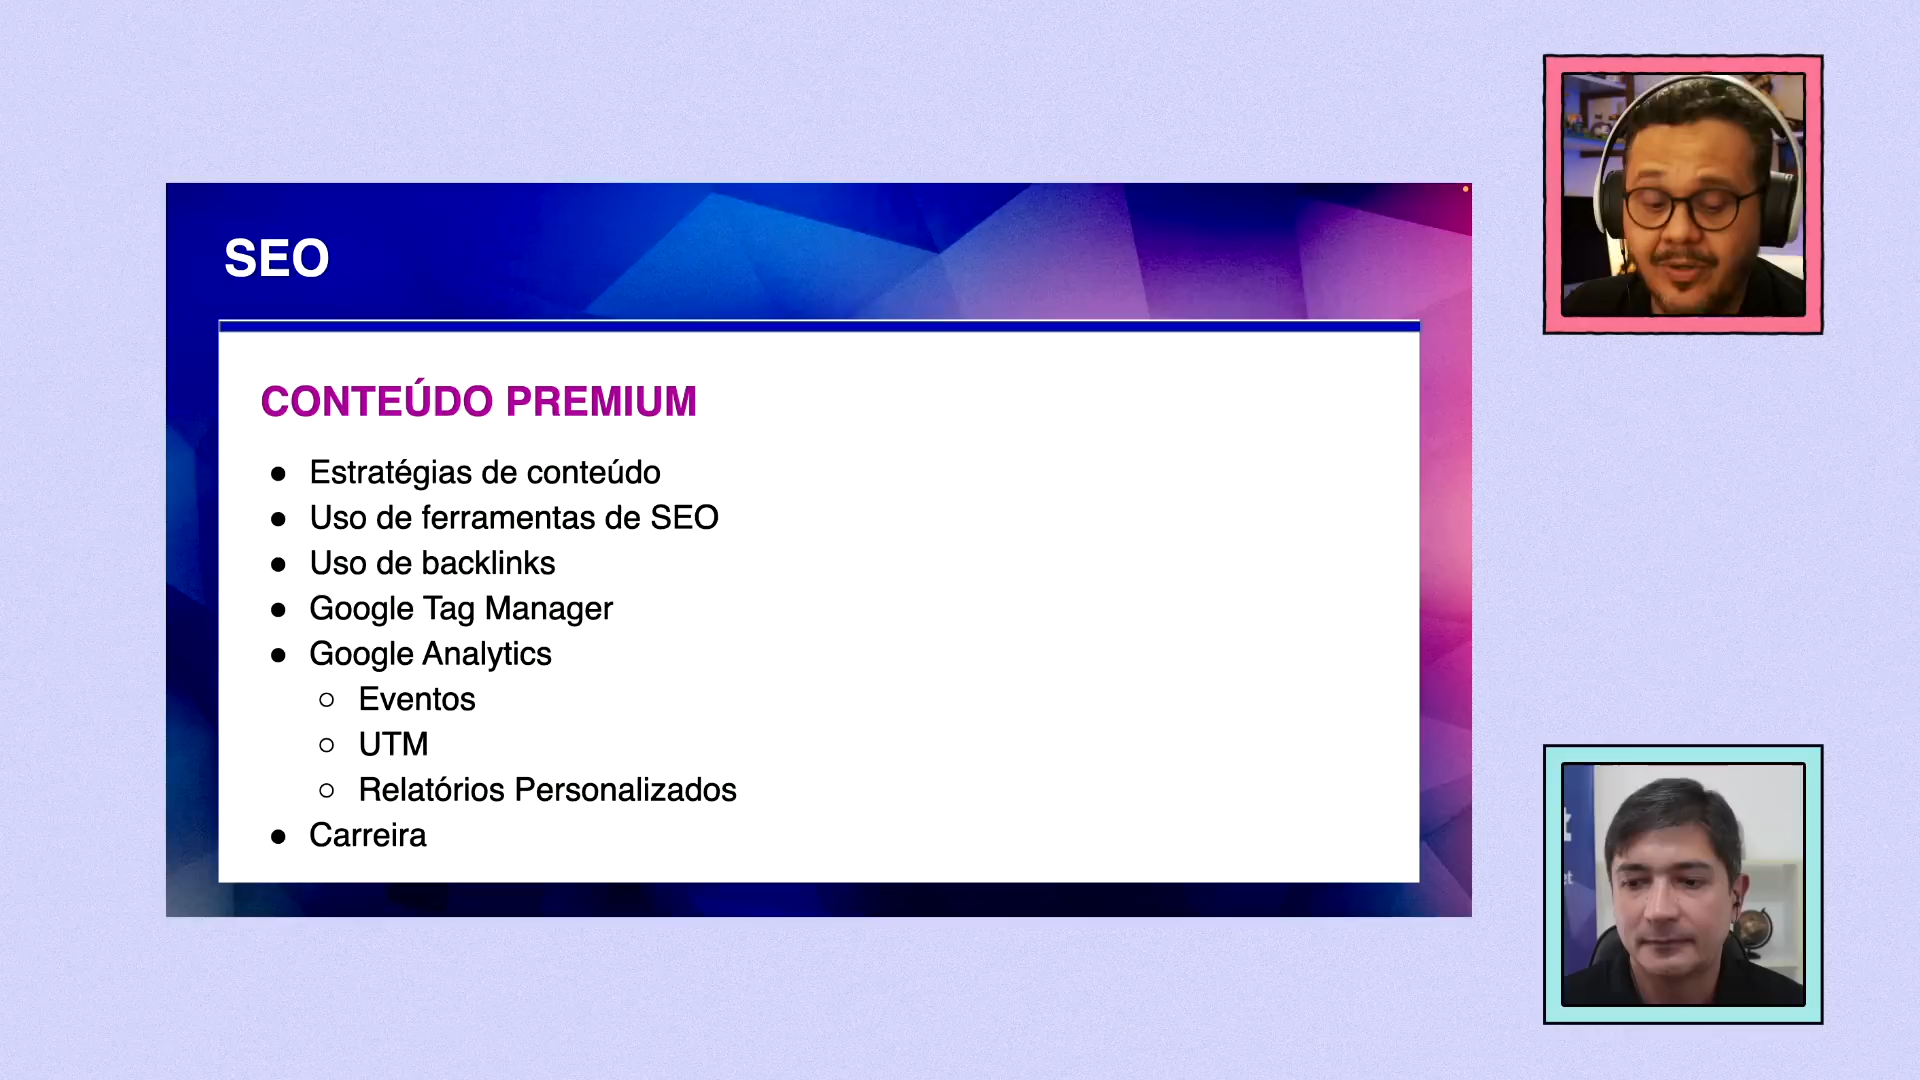 SEO
CONTEÚDO PREMIUM
● Estratégias de conteúdo
● Uso de ferramentas de SEO
● Uso de backlinks
● Google Tag Manager
● Google Analytics
○ Eventos
○ UTM
○ Relatórios Personalizados
● Carreira